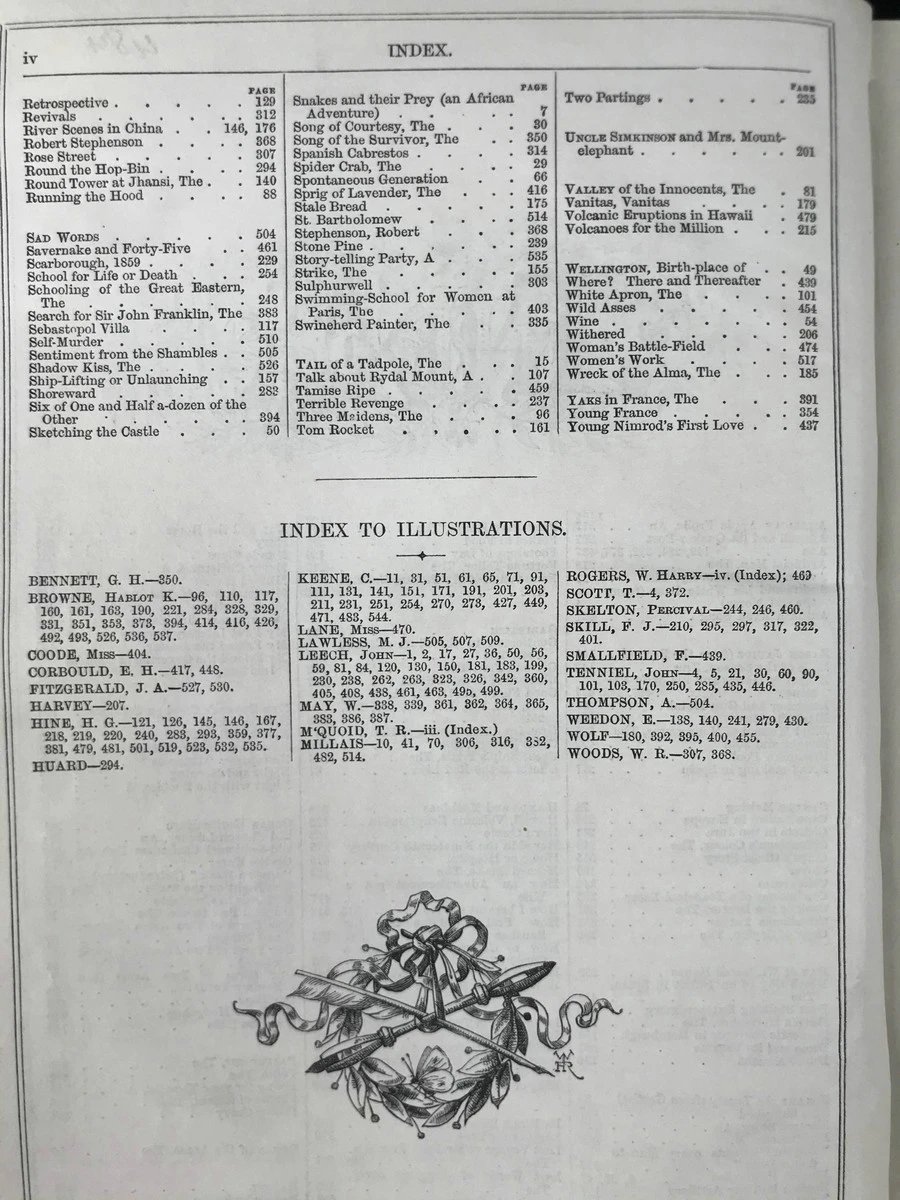 iv
INDEX.
PAGE
Retrospective . . . . . 129
Revivals . . . . . 312
River Scenes in China . . 146, 176
Robert Stephenson . . . . 368
Rose Street . . . . . 307
Round the Hop-Bin . . . . 294
Round Tower at Jhansi, The . . 140
Running the Hood . . . . 88
SAD WORDS . . . . . 504
Savernake and Forty-Five . . 461
Scarborough, 1859 . . . . 229
School for Life or Death . . . 254
Schooling of the Great Eastern,
The . . . . . . . 248
Search for Sir John Franklin, The 383
Sebastopol Villa . . . . 117
Self-Murder . . . . . 510
Sentiment from the Shambles . . 505
Shadow Kiss, The . . . . 526
Ship-Lifting or Unlaunching . . 157
Shoreward . . . . . 283
Six of One and Half a-dozen of the
Other . . . . . 394
Sketching the Castle . . . 50
PAGE
Snakes and their Prey (an African
Adventure) . . . . 7
Song of Courtesy, The . . . 30
Song of the Survivor, The . . 350
Spanish Cabrestos . . . . 314
Spider Crab, The . . . . 29
Spontaneous Generation . . 66
Sprig of Lavender, The . . . 416
Stale Bread . . . . . 175
St. Bartholomew . . . . 514
Stephenson, Robert . . . 368
Stone Pine . . . . . . 239
Story-telling Party, A . . . 535
Strike, The . . . . . 155
Sulphurwell . . . . . 303
Swimming-School for Women at
Paris, The . . . . . 403
Swineherd Painter, The . . 335
TAIL of a Tadpole, The . . . 15
Talk about Rydal Mount, A . . 107
Tamise Ripe . . . . . 459
Terrible Revenge . . . . 237
Three Maidens, The . . . 96
Tom Rocket . . . . . 161
PAGE
Two Partings . . . . . 235
UNCLE SIMKINSON and Mrs. Mount-
elephant . . . . . . 201
VALLEY of the Innocents, The 81
Vanitas, Vanitas . . . . 179
Volcanic Eruptions in Hawaii . 479
Volcanoes for the Million . . . 215
WELLINGTON, Birth-place of . . 49
Where? There and Thereafter . 439
White Apron, The . . . . 101
Wild Asses . . . . . 454
Wine . . . . . . . 54
Withered . . . . . 206
Woman's Battle-Field . . . 474
Women's Work . . . . 517
Wreck of the Alma, The . . . 185
YAKS in France, The . . . 391
Young France . . . . . 354
Young Nimrod's First Love . . 437
INDEX TO ILLUSTRATIONS.
BENNETT, G. H.—350.
BROWNE, HABLOT K.—96, 110, 117,
160, 161, 163, 190, 221, 284, 328, 329,
331, 351, 353, 373, 394, 414, 416, 426,
492, 493, 526, 536, 537.
COODE, MISS—404.
CORBOULD, E. H.—417, 448.
FITZGERALD, J. A.—527, 530.
HARVEY—207.
HINE, H. G.—121, 126, 145, 146, 167,
218, 219, 220, 240, 283, 293, 359, 377,
381, 479, 481, 501, 519, 523, 532, 535.
HUARD—294.
KEENE, C.—11, 31, 51, 61, 65, 71, 91,
111, 131, 141, 151, 171, 191, 201, 203,
211, 231, 251, 254, 270, 273, 427, 449,
471, 483, 544.
LANE, MISS—470.
LAWLESS, M. J.—505, 507, 509.
LEECH, JOHN—1, 2, 17, 27, 36, 50, 56,
59, 81, 84, 120, 130, 150, 181, 183, 199,
230, 238, 262, 263, 323, 326, 342, 360,
405, 408, 438, 461, 463, 495, 499.
MAY, W.—338, 339, 361, 362, 364, 365,
383, 386, 387.
M'QUOID, T. R.—iii. (Index.)
MILLAIS—10, 41, 70, 306, 316, 332,
482, 514.
ROGERS, W. HARRY—iv. (Index); 469
SCOTT, T.—4, 372.
SKELTON, PERCIVAL—244, 246, 460.
SKILL, F. J.—210, 295, 297, 317, 322,
401.
SMALLFIELD, F.—439.
TENNIEL, JOHN—4, 5, 21, 30, 60, 90,
101, 103, 170, 250, 285, 435, 446.
THOMPSON, A.—504.
WEEDON, E.—138, 140, 241, 279, 430.
WOLF—180, 392, 395, 400, 455.
WOODS, W. R.—307, 368.